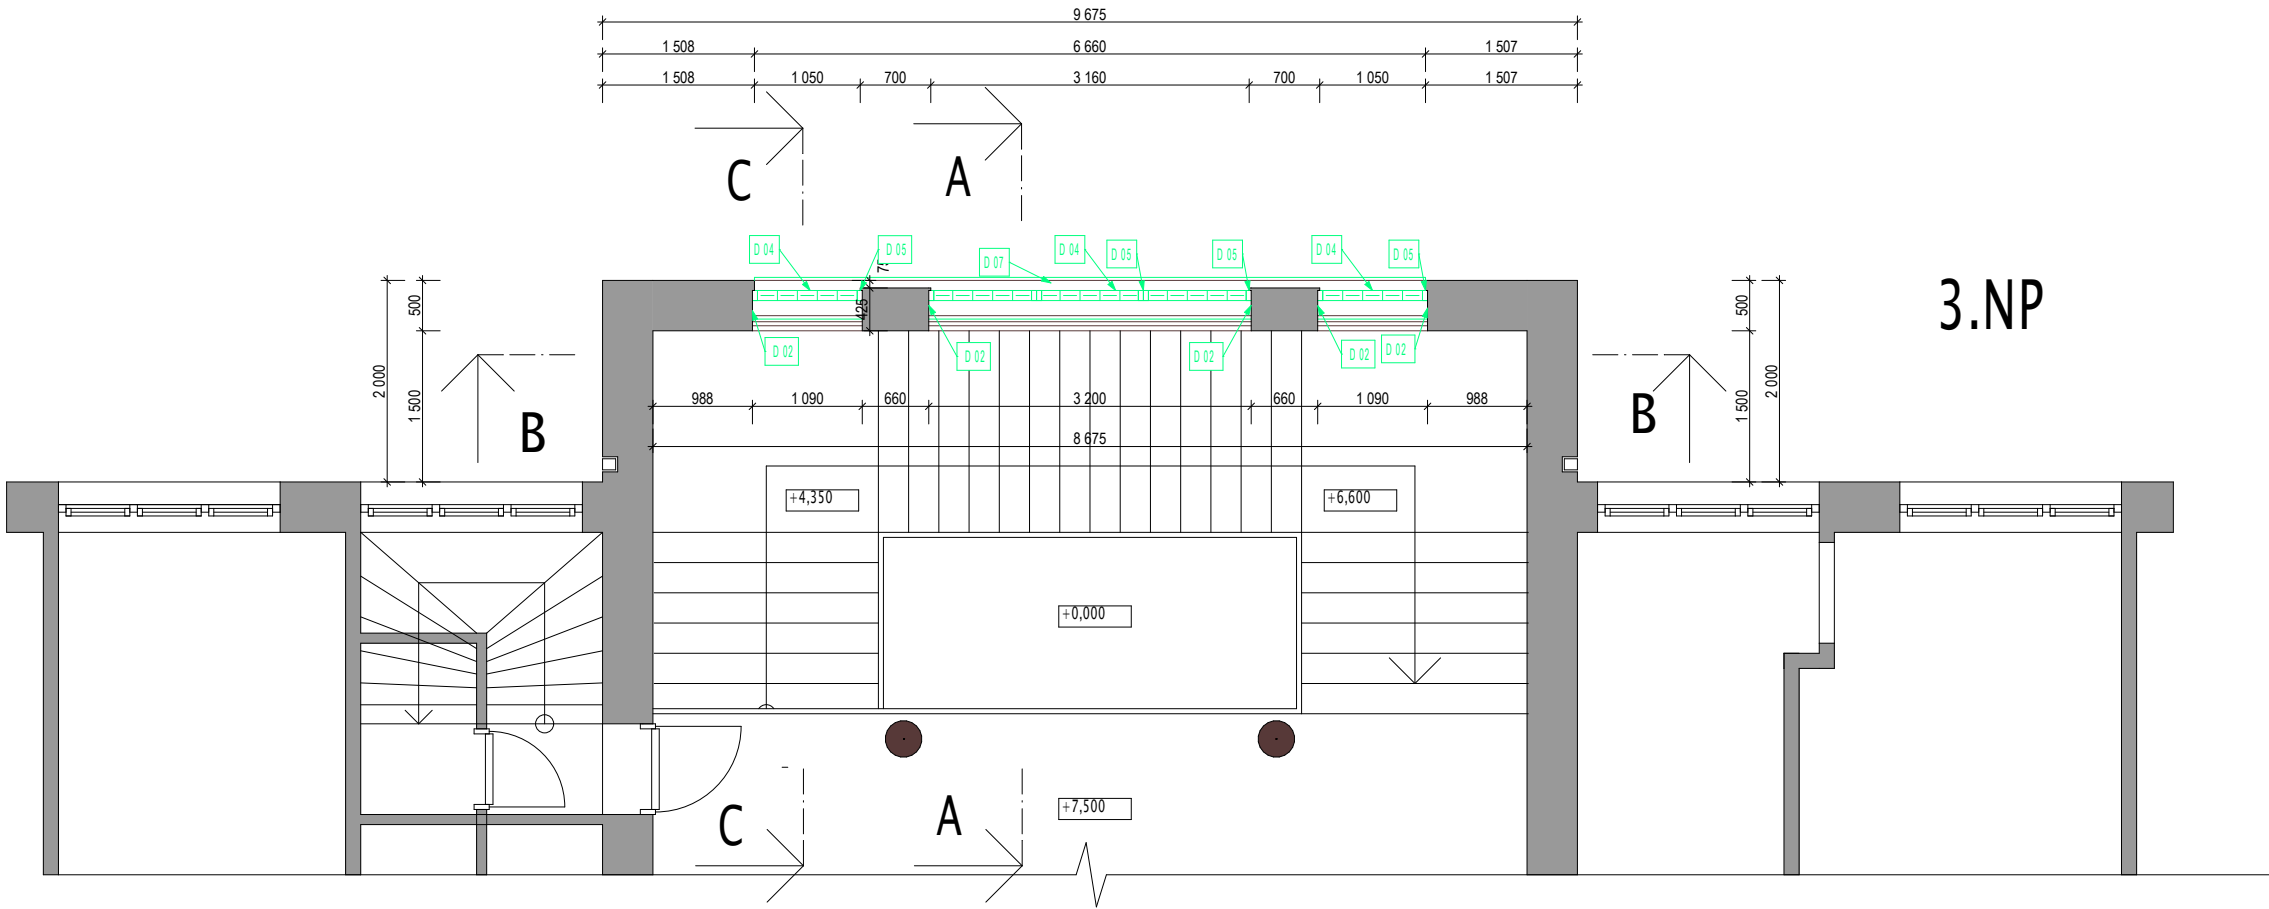 9 675
1 508 6 660 1 507
1 508 1 050 700 3 160 700 1 050 1 507
C A
D 04 D 05 D 07 D 04 D 05 D 05 D 04 D 05
500 425 500
3.NP
D 02 D 02 D 02 D 02 D 02
2 000 1 500 1 500 2 000
988 1 090 660 3 200 660 1 090 988
B B
8 675
+4,350 +6,600
+0,000
+7,500
C A